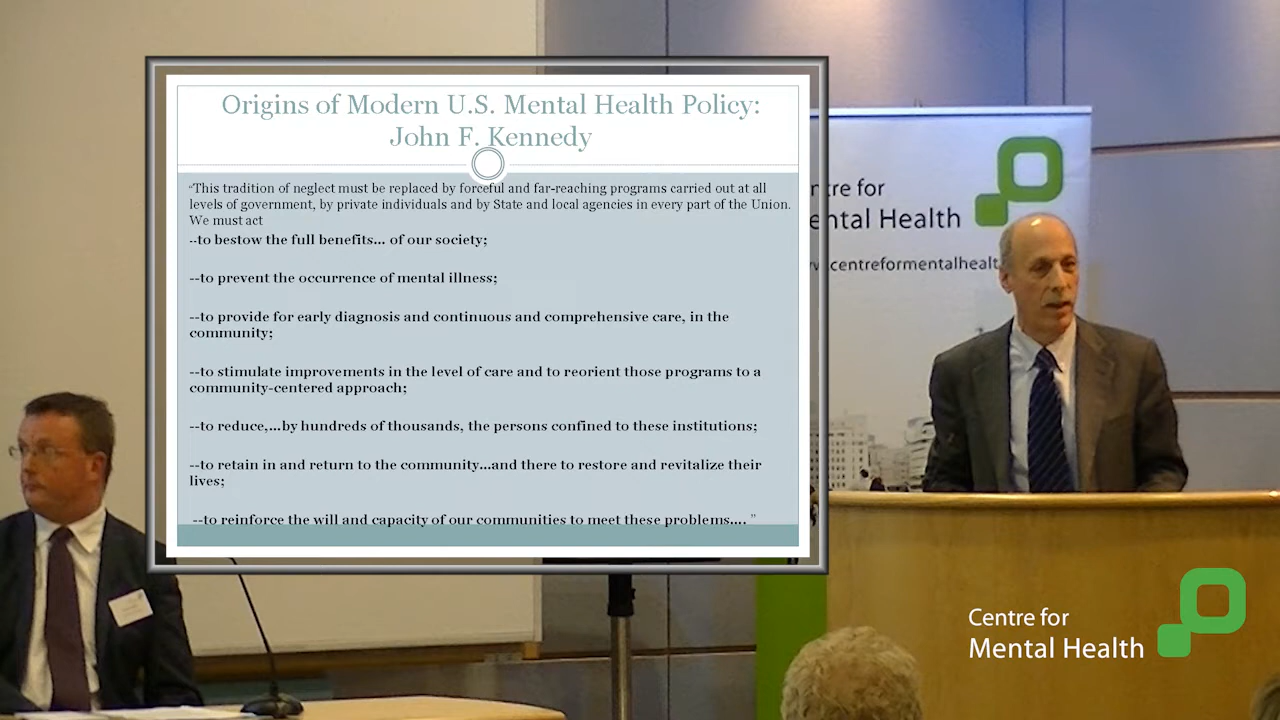 Origins of Modern U.S. Mental Health Policy:
John F. Kennedy
“This tradition of neglect must be replaced by forceful and far-reaching programs carried out at all
levels of government, by private individuals and by State and local agencies in every part of the Union.
We must act
--to bestow the full benefits... of our society;
--to prevent the occurrence of mental illness;
--to provide for early diagnosis and continuous and comprehensive care, in the
community;
--to stimulate improvements in the level of care and to reorient those programs to a
community-centered approach;
--to reduce,...by hundreds of thousands, the persons confined to these institutions;
--to retain in and return to the community...and there to restore and revitalize their
lives;
--to reinforce the will and capacity of our communities to meet these problems.... ”
ntre for
ental Health
centreformentalhealt
Centre for
Mental Health